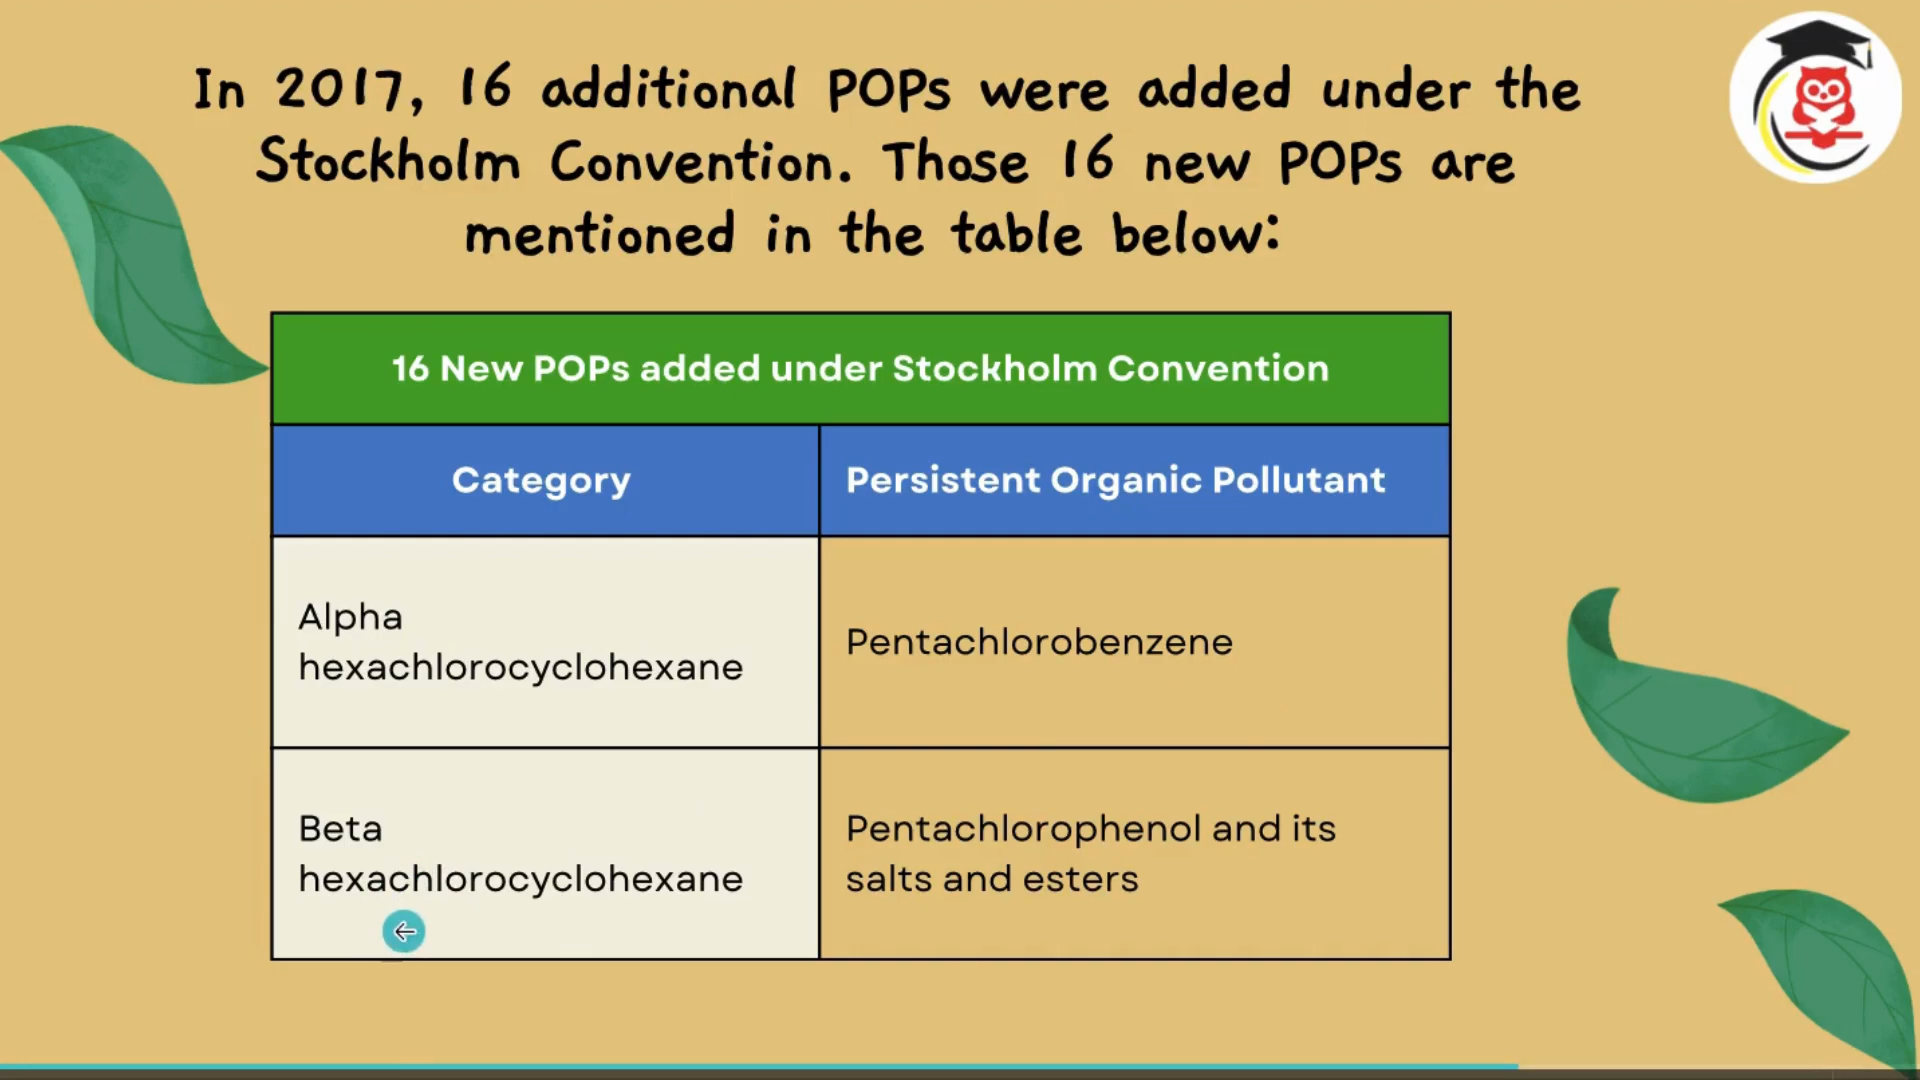 In 2017, 16 additional POPs were added under the
Stockholm Convention. Those 16 new POPs are
mentioned in the table below:
16 New POPs added under Stockholm Convention
Category
Persistent Organic Pollutant
Alpha
hexachlorocyclohexane
Pentachlorobenzene
Beta
hexachlorocyclohexane
Pentachlorophenol and its
salts and esters